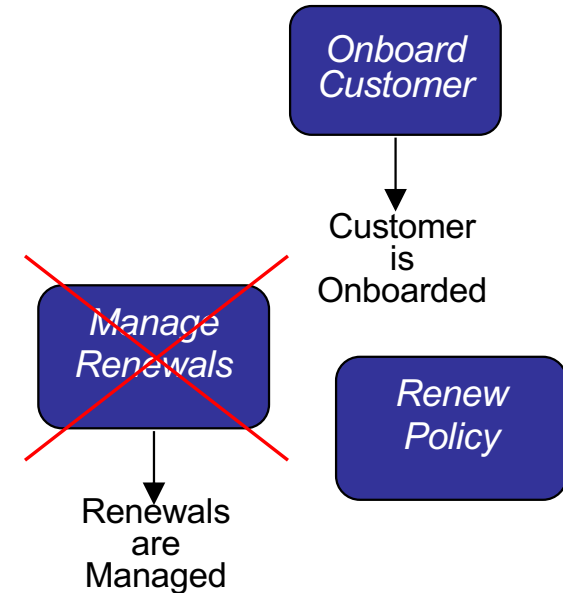 Onboard
Customer
Customer
is
Onboarded
Manage
Renewals
Renewals
are
Managed
Renew
Policy